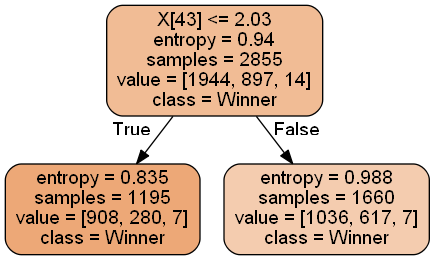 X[43] <= 2.03
entropy = 0.94
samples = 2855
value = [1944, 897, 14]
class = Winner
True
False
entropy = 0.835
samples = 1195
value = [908, 280, 7]
class = Winner
entropy = 0.988
samples = 1660
value = [1036, 617, 7]
class = Winner